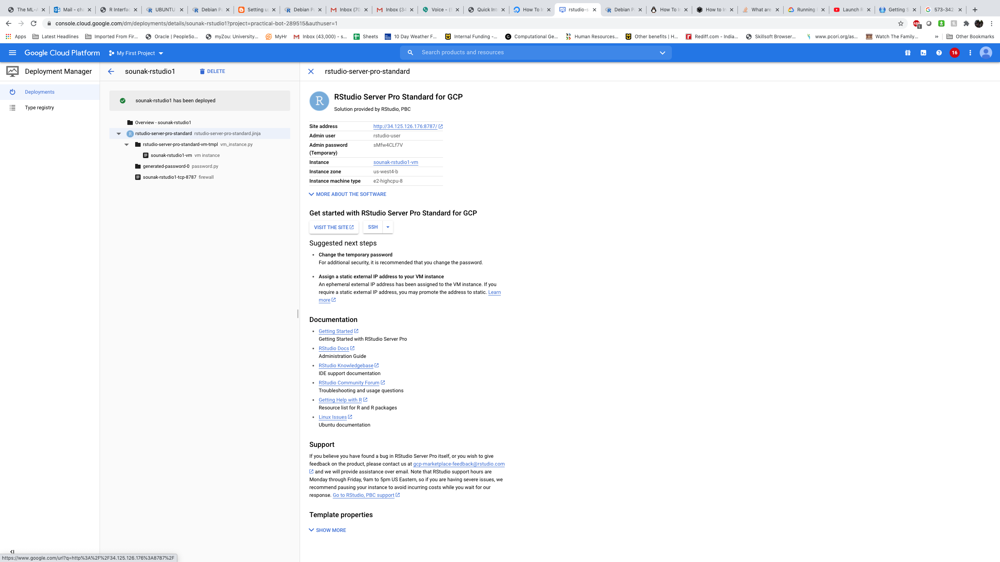 The ML-A
Mail - cha
R Interfac
UBUNTU
Debian Pa
Setting u
Debian Pa
Inbox (70
Inbox (34
Voice - (5
Quick Int
How To In
rstudio-s
Debian Pa
How To In
How to In
What are
Running R
Launch R
Getting S
573-342-
console.cloud.google.com/dm/deployments/details/sounak-rstudio1?project=practical-bot-289515&authuser=1
ABP 1
Apps
Latest Headlines
Imported From Fir...
Oracle | PeopleSo...
myZou: University...
MyHr
Inbox (43,000) - s...
Sheets
10 Day Weather F...
Internal Funding -...
Computational Ge...
Human Resources...
Other benefits | H...
Rediff.com - India...
Skillsoft Browser...
www.pcori.org/as...
Watch The Family...
»
Other Bookmarks
Google Cloud Platform
My First Project
Search products and resources
16
Deployment Manager
sounak-rstudio1
DELETE
rstudio-server-pro-standard
Deployments
Type registry
sounak-rstudio1 has been deployed
Overview - sounak-rstudio1
R rstudio-server-pro-standard rstudio-server-pro-standard.jinja
rstudio-server-pro-standard-vm-tmpl vm_instance.py
sounak-rstudio1-vm vm instance
generated-password-0 password.py
sounak-rstudio1-tcp-8787 firewall
R
RStudio Server Pro Standard for GCP
Solution provided by RStudio, PBC
Site address http://34.125.126.176:8787/
Admin user rstudio-user
Admin password (Temporary) sMfw4CLf7V
Instance sounak-rstudio1-vm
Instance zone us-west4-b
Instance machine type e2-highcpu-8
MORE ABOUT THE SOFTWARE
Get started with RStudio Server Pro Standard for GCP
VISIT THE SITE
SSH
Suggested next steps
• Change the temporary password
For additional security, it is recommended that you change the password.
• Assign a static external IP address to your VM instance
An ephemeral external IP address has been assigned to the VM instance. If you
require a static external IP address, you may promote the address to static. Learn
more
Documentation
• Getting Started
Getting Started with RStudio Server Pro
• RStudio Docs
Administration Guide
• RStudio Knowledgebase
IDE support documentation
• RStudio Community Forum
Troubleshooting and usage questions
• Getting Help with R
Resource list for R and R packages
• Linux Issues
Ubuntu documentation
Support
If you believe you have found a bug in RStudio Server Pro itself, or you wish to give
feedback on the product, please contact us at gcp-marketplace-feedback@rstudio.com
and we will provide assistance over email. Note that RStudio support hours are
Monday through Friday, 9am to 5pm US Eastern, so if you are having severe issues, we
recommend pausing your instance to avoid incurring costs while you wait for our
response. Go to RStudio, PBC support
Template properties
SHOW MORE
https://www.google.com/url?q=http%3A%2F%2F34.125.126.176%3A8787%2F